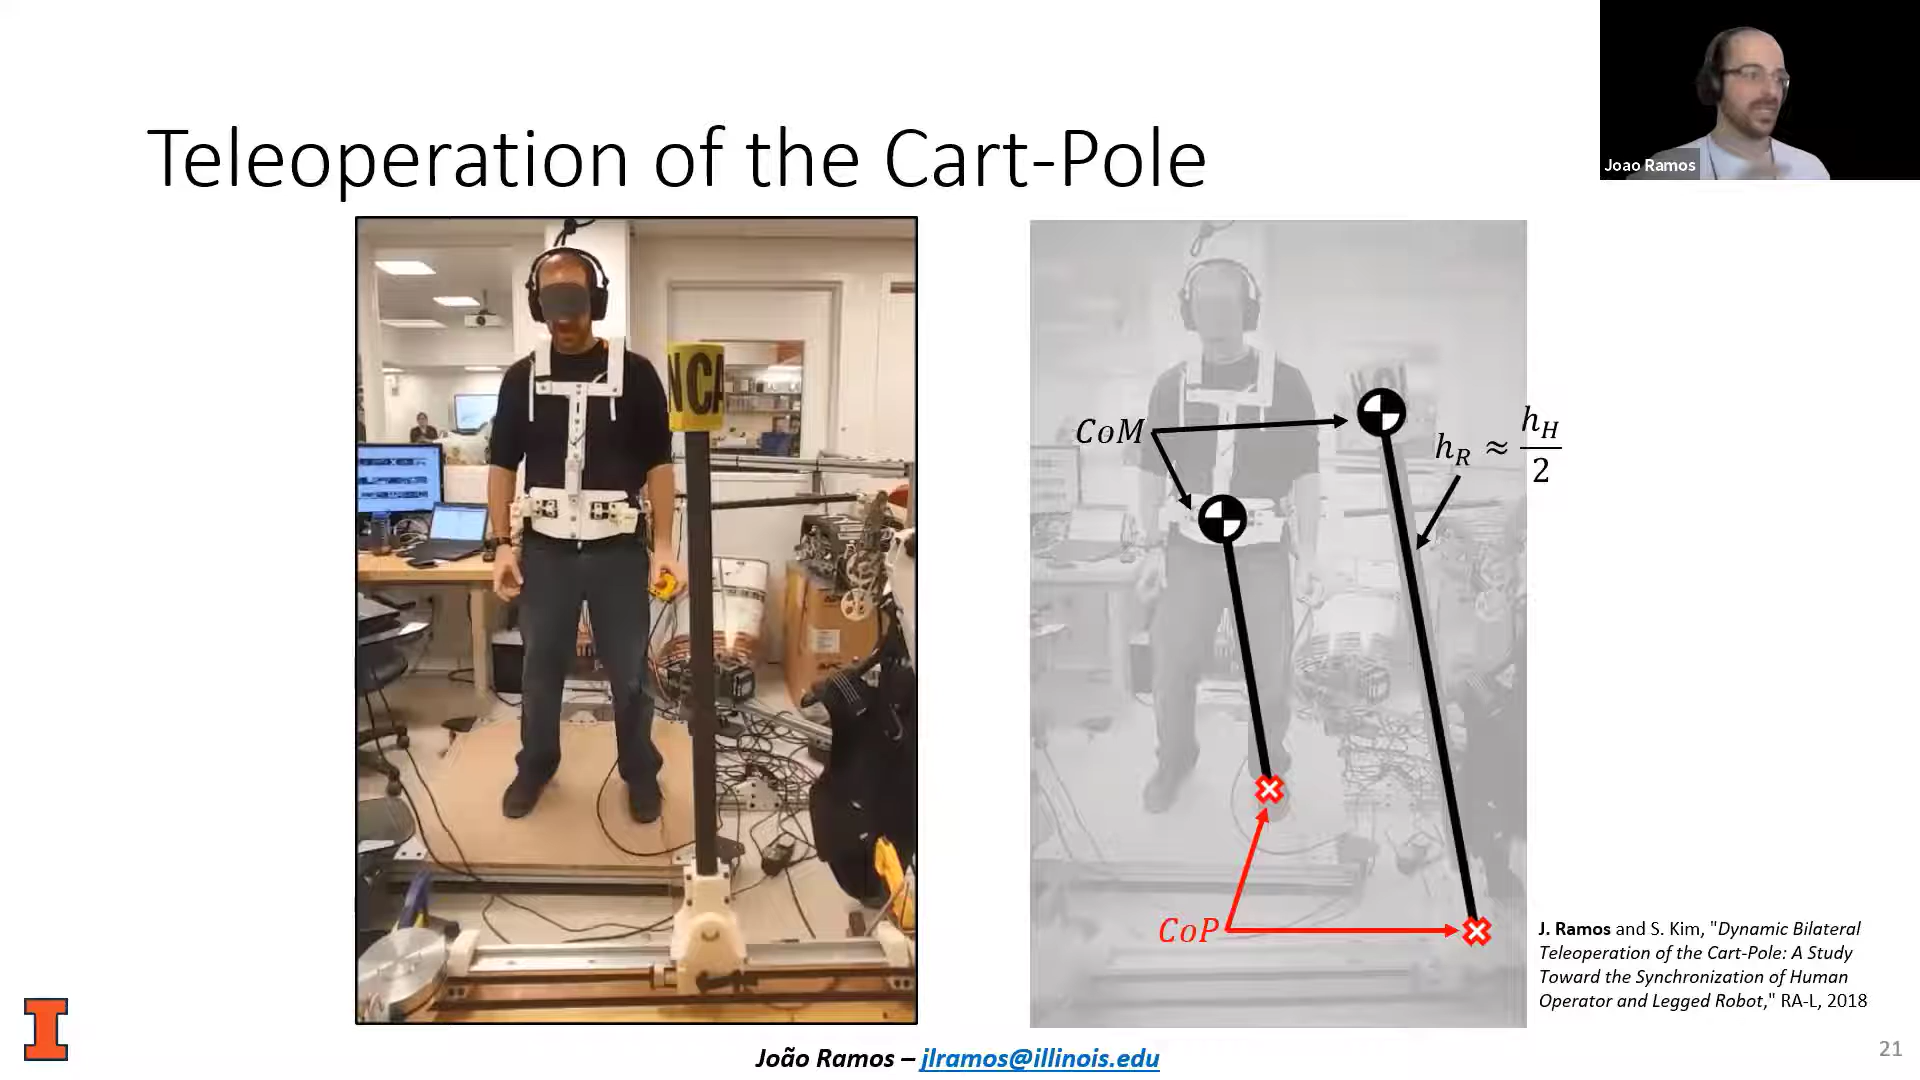 Joao Ramos
Teleoperation of the Cart-Pole
NCA
CoM
h_R ≈ h_H / 2
CoP
J. Ramos and S. Kim, "Dynamic Bilateral
Teleoperation of the Cart-Pole: A Study
Toward the Synchronization of Human
Operator and Legged Robot," RA-L, 2018
João Ramos – jlramos@illinois.edu
21